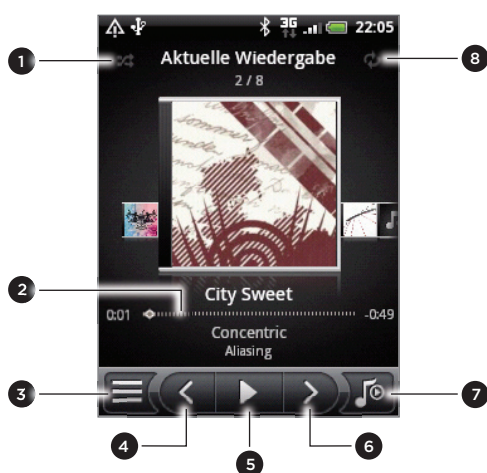 3G 22:05
1 Aktuelle Wiedergabe 8
2 / 8
City Sweet
2
0:01 -0:49
Concentric
Aliasing
3 7
4 5 6